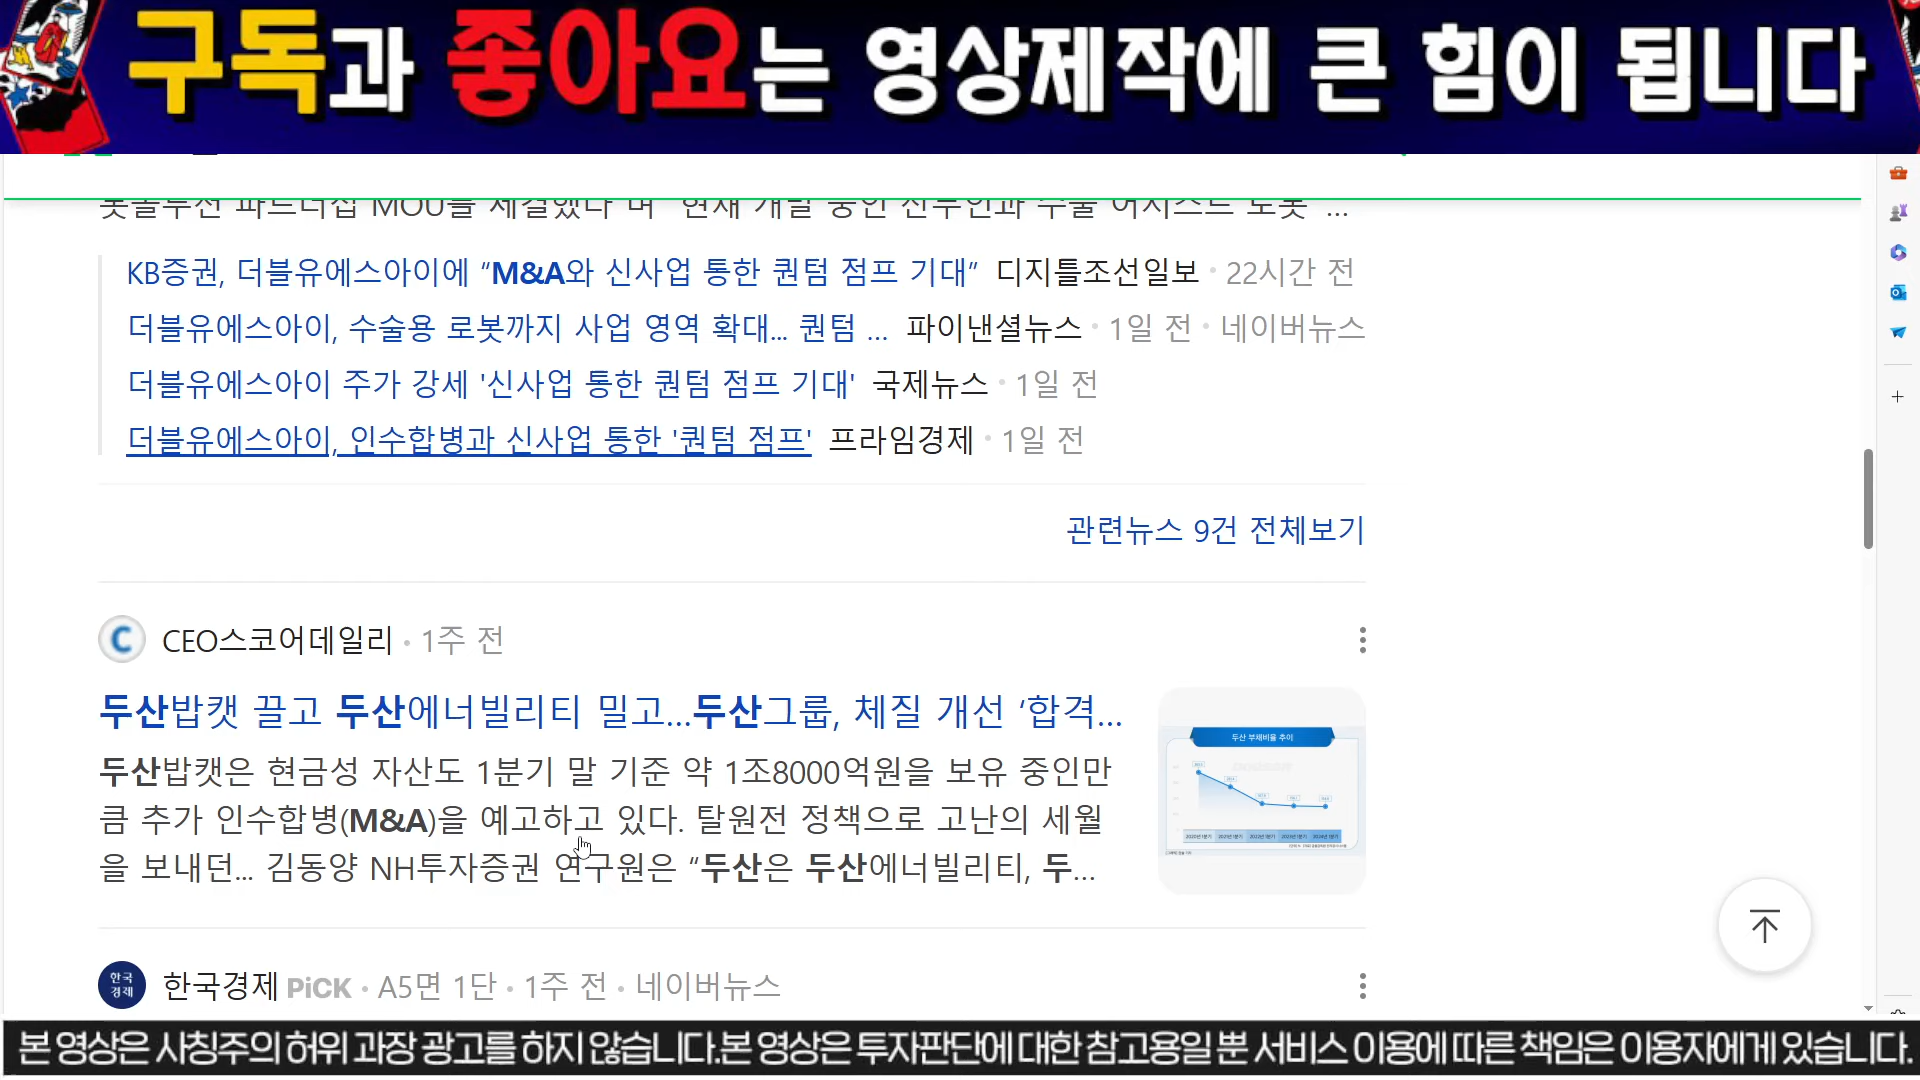 구독과 좋아요는 영상제작에 큰 힘이 됩니다
KB증권, 더블유에스아이에 “M&A와 신사업 통한 퀀텀 점프 기대” 디지틀조선일보 · 22시간 전
더블유에스아이, 수술용 로봇까지 사업 영역 확대... 퀀텀 ... 파이낸셜뉴스 · 1일 전 · 네이버뉴스
더블유에스아이 주가 강세 '신사업 통한 퀀텀 점프 기대' 국제뉴스 · 1일 전
더블유에스아이, 인수합병과 신사업 통한 '퀀텀 점프' 프라임경제 · 1일 전
관련뉴스 9건 전체보기
C CEO스코어데일리 · 1주 전
두산밥캣 끌고 두산에너빌리티 밀고...두산그룹, 체질 개선 ‘합격...
두산밥캣은 현금성 자산도 1분기 말 기준 약 1조8000억원을 보유 중인만
큼 추가 인수합병(M&A)을 예고하고 있다. 탈원전 정책으로 고난의 세월
을 보내던... 김동양 NH투자증권 연구원은 “두산은 두산에너빌리티, 두...
두산 부채비율 추이
한국
경제
한국경제 PiCK · A5면 1단 · 1주 전 · 네이버뉴스
본 영상은 사칭주의 허위 과장 광고를 하지 않습니다.본 영상은 투자판단에 대한 참고용일 뿐 서비스 이용에 따른 책임은 이용자에게 있습니다.